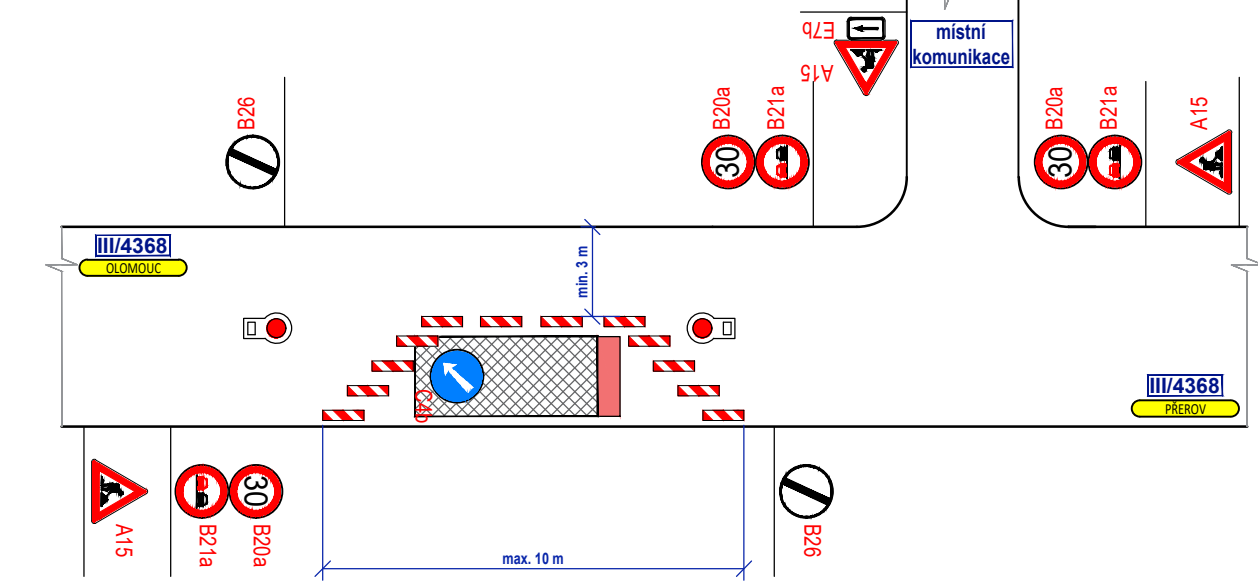 E7b
A15
místní
komunikace
B26
B20a
B21a
30
B20a
B21a
30
A15
III/4368
OLOMOUC
min. 3 m
C4b
III/4368
PŘEROV
A15
B21a
30
B20a
B26
max. 10 m